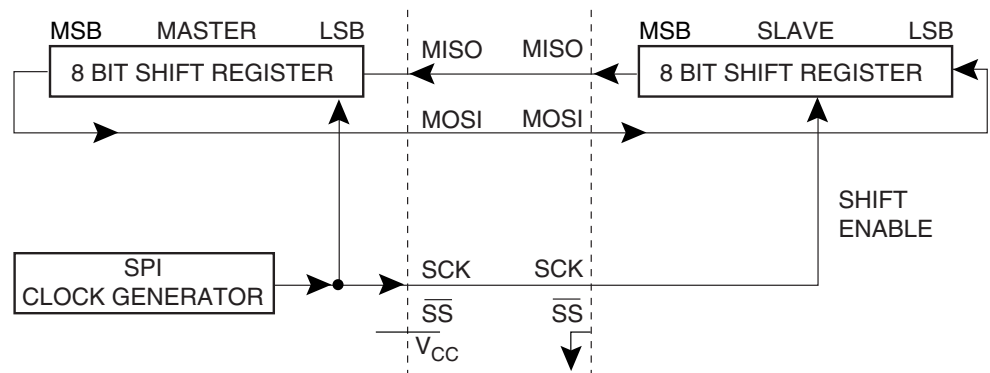 MSB MASTER LSB
MISO MISO
MSB SLAVE LSB
8 BIT SHIFT REGISTER
8 BIT SHIFT REGISTER
MOSI MOSI
SHIFT
ENABLE
SPI
CLOCK GENERATOR
SCK SCK
SS SS
VCC